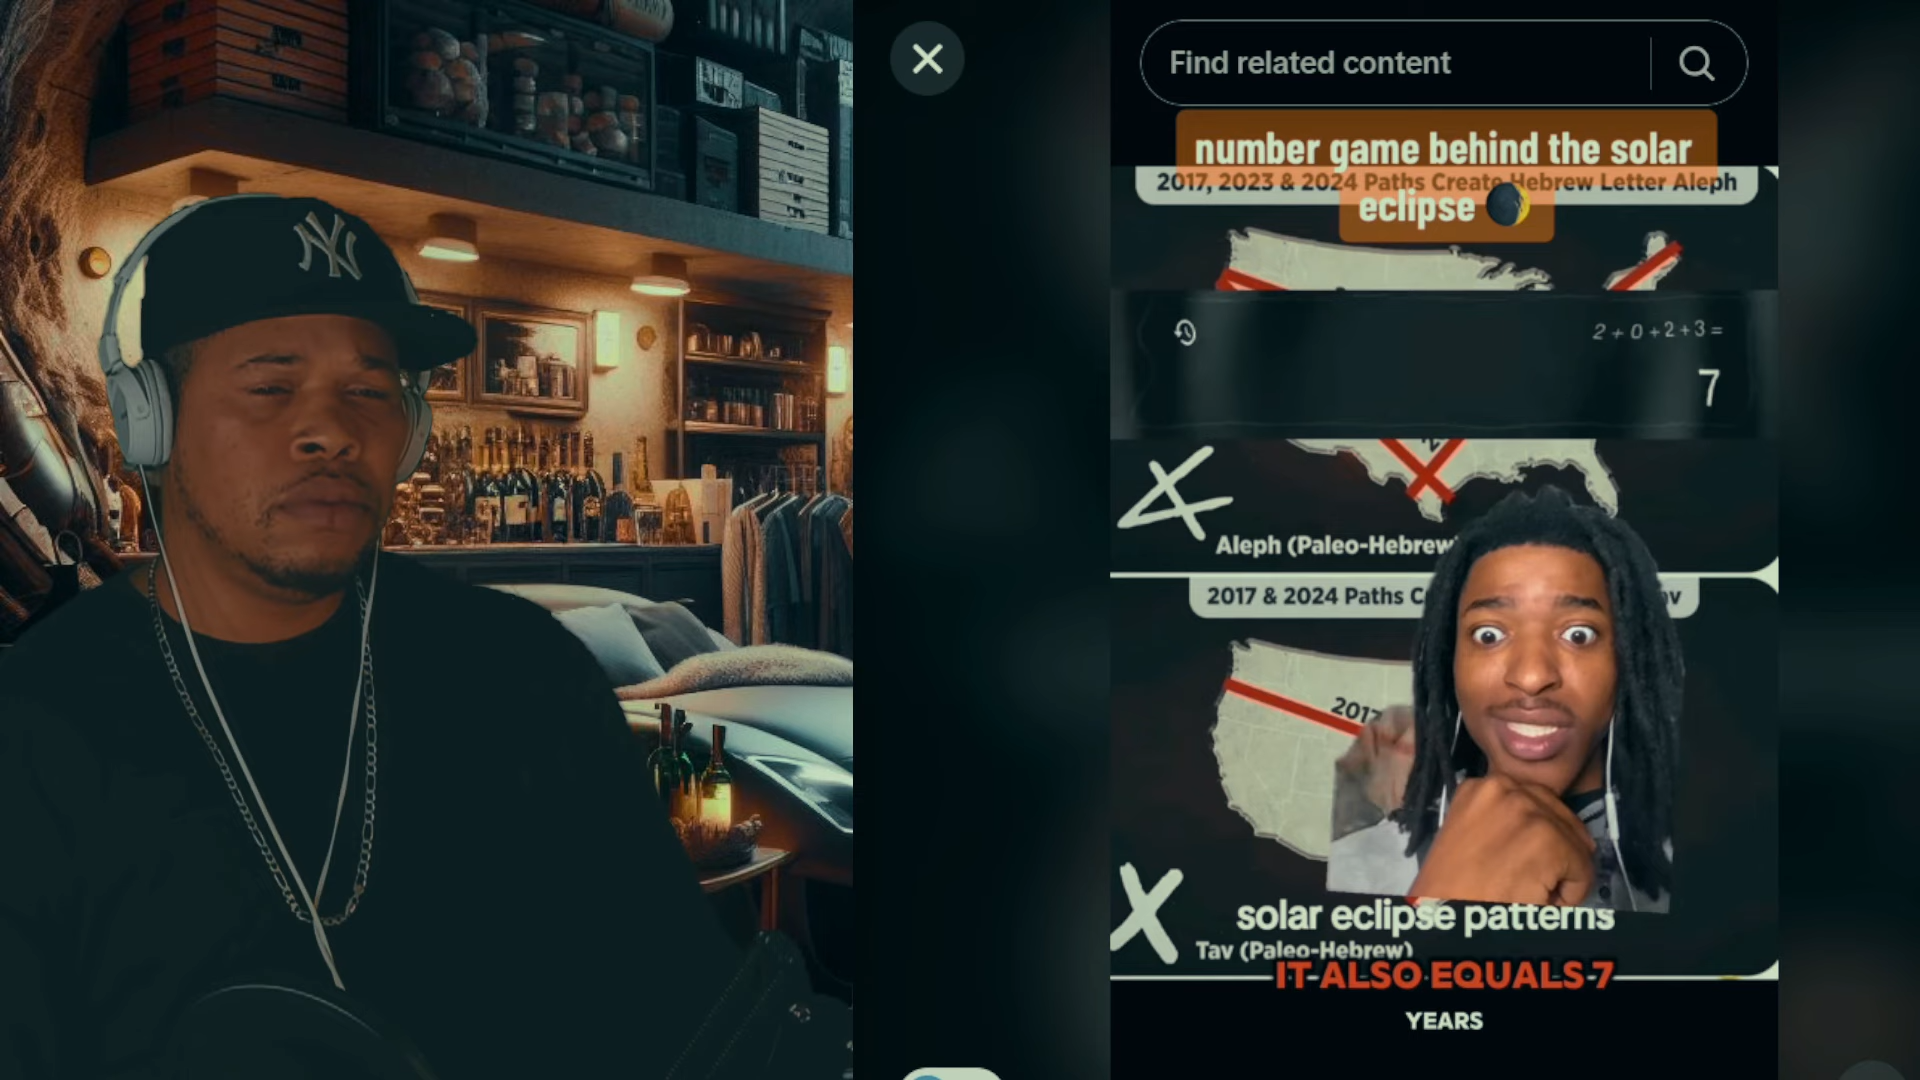 NY
Find related content
number game behind the solar
2017, 2023 & 2024 Paths Create Hebrew Letter Aleph
eclipse
2+0+2+3=
7
Aleph (Paleo-Hebrew
2017 & 2024 Paths
2017
solar eclipse patterns
Tav (Paleo-Hebrew)
IT ALSO EQUALS 7
YEARS